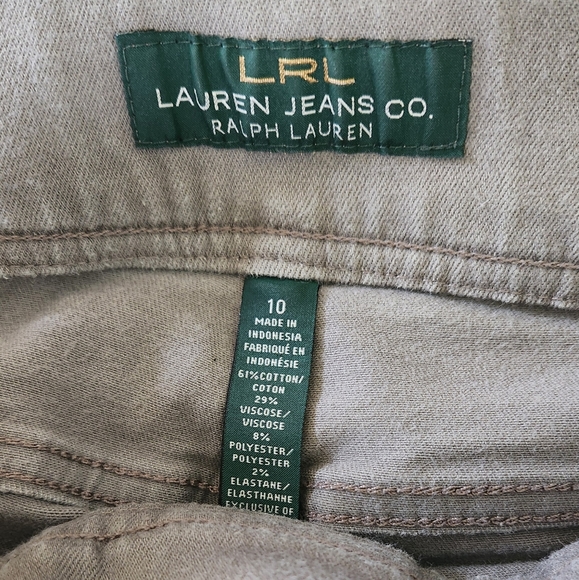 LRL
LAUREN JEANS CO.
RALPH LAUREN
10
MADE IN
INDONESIA
FABRIQUÉ EN
INDONÉSIE
61%COTTON/
COTON
29%
VISCOSE/
VISCOSE
8%
POLYESTER/
POLYESTER
2%
ELASTANE/
ELASTHANNE
EXCLUSIVE OF